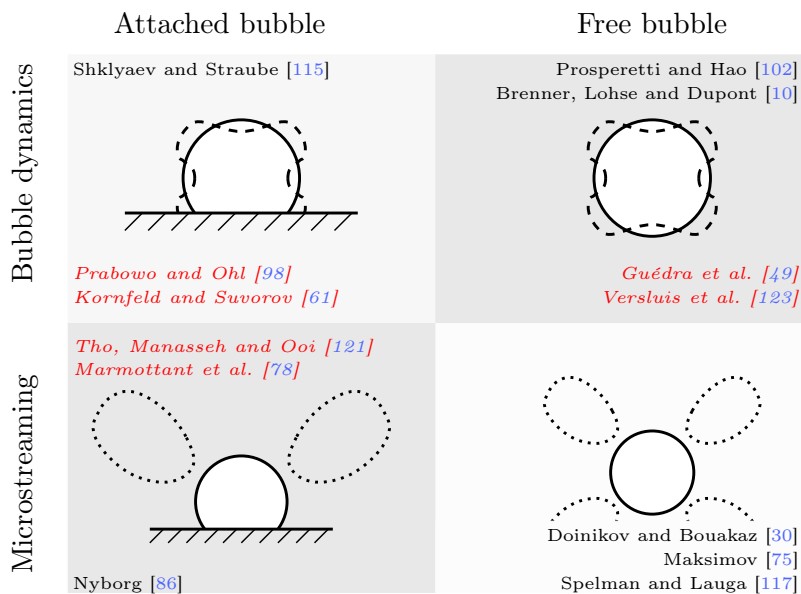 Attached bubble
Free bubble
Bubble dynamics
Shklyaev and Straube [115]
Prabowo and Ohl [98]
Kornfeld and Suvorov [61]
Prosperetti and Hao [102]
Brenner, Lohse and Dupont [10]
Guédra et al. [49]
Versluis et al. [123]
Microstreaming
Tho, Manasseh and Ooi [121]
Marmottant et al. [78]
Nyborg [86]
Doinikov and Bouakaz [30]
Maksimov [75]
Spelman and Lauga [117]